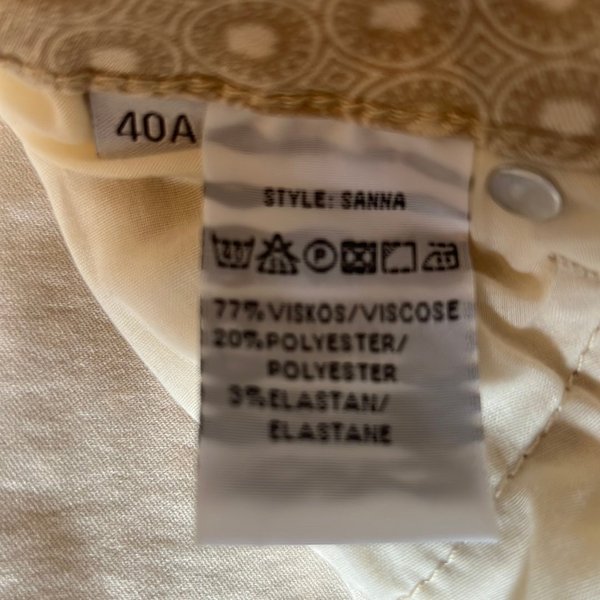 40A
STYLE: SANNA
P
77%VISKOS/VISCOSE
20%POLYESTER/
POLYESTER
3%ELASTAN/
ELASTANE